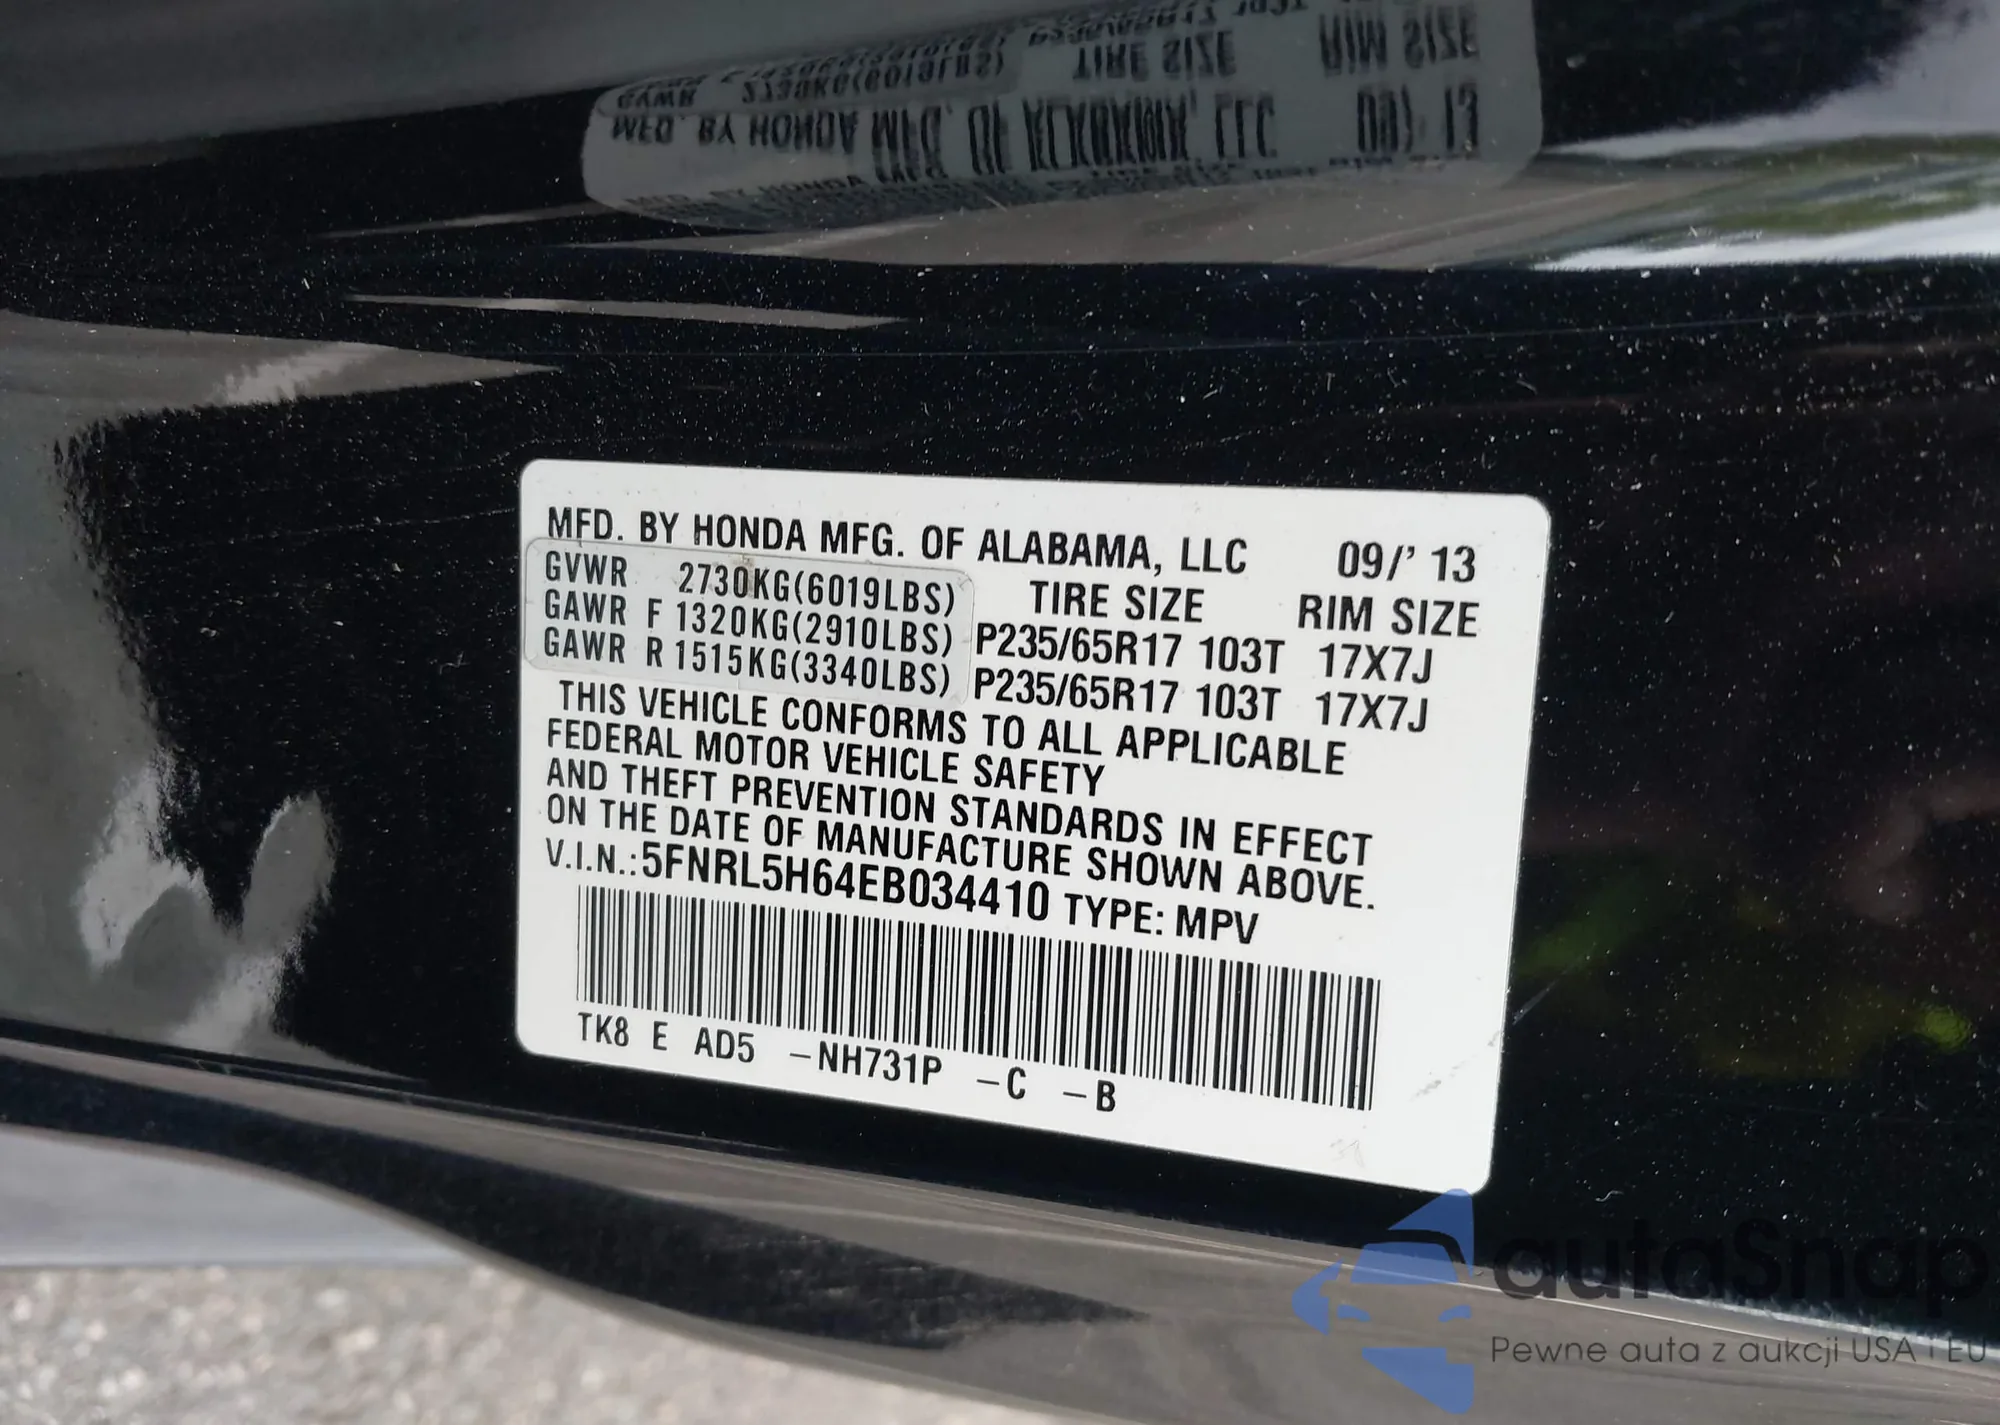 MFD. BY HONDA MFG. OF ALABAMA, LLC 09/' 13
GVWR 2730KG(6019LBS) TIRE SIZE RIM SIZE
GAWR F 1320KG(2910LBS) P235/65R17 103T 17X7J
GAWR R 1515KG(3340LBS) P235/65R17 103T 17X7J
THIS VEHICLE CONFORMS TO ALL APPLICABLE
FEDERAL MOTOR VEHICLE SAFETY
AND THEFT PREVENTION STANDARDS IN EFFECT
ON THE DATE OF MANUFACTURE SHOWN ABOVE.
V.I.N.:5FNRL5H64EB034410 TYPE: MPV
TK8 E AD5 -NH731P -C -B
autoSnap
Pewne auta z aukcji USA i EU